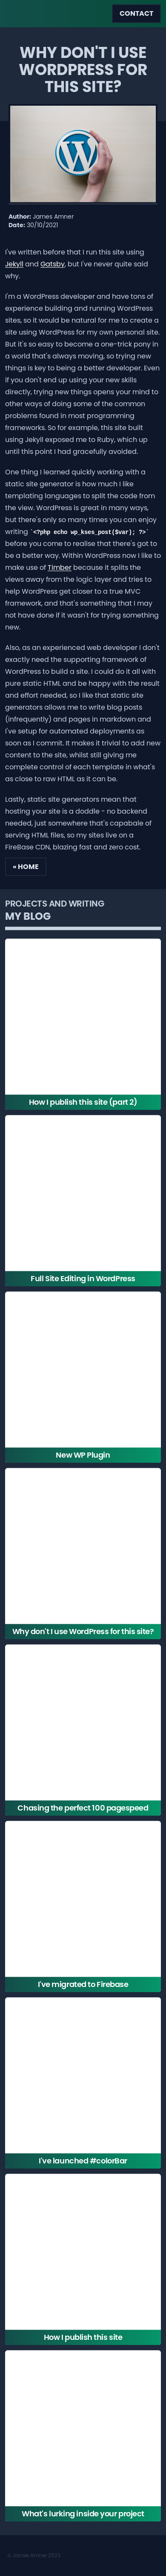 CONTACT
WHY DON'T I USE
WORDPRESS FOR
THIS SITE?
Author: James Amner
Date: 30/10/2021
I've written before that I run this site using
Jekyll and Gatsby, but I've never quite said
why.
I'm a WordPress developer and have tons of
experience building and running WordPress
sites, so it would be natural for me to create a
site using WordPress for my own personal site.
But it's so easy to become a one-trick pony in
a world that's always moving, so trying new
things is key to being a better developer. Even
if you don't end up using your new skills
directly, trying new things opens your mind to
other ways of doing some of the common
problems that exist in most programming
frameworks. So for example, this site built
using Jekyll exposed me to Ruby, which up
until this point I had gracefully avoided.
One thing I learned quickly working with a
static site generator is how much I like
templating languages to split the code from
the view. WordPress is great in many ways,
but there's only so many times you can enjoy
writing `<?php echo wp_kses_post($var); ?>`
before you come to realise that there's got to
be a better way. Within WordPress now I like to
make use of Timber because it splits the
views away from the logic layer and tries to
help WordPress get closer to a true MVC
framework, and that's something that I may
not have done if it wasn't for trying something
new.
Also, as an experienced web developer I don't
exactly need the supporting framework of
WordPress to build a site. I could do it all with
pure static HTML and be happy with the result
and effort needed, so I like that static site
generators allows me to write blog posts
(infrequently) and pages in markdown and
I've setup for automated deployments as
soon as I commit. It makes it trivial to add new
content to the site, whilst still giving me
complete control of each template in what's
as close to raw HTML as it can be.
Lastly, static site generators mean that
hosting your site is a doddle - no backend
needed, just somewhere that's capabale of
serving HTML files, so my sites live on a
FireBase CDN, blazing fast and zero cost.
« HOME
PROJECTS AND WRITING
MY BLOG
How I publish this site (part 2)
Full Site Editing in WordPress
New WP Plugin
Why don't I use WordPress for this site?
Chasing the perfect 100 pagespeed
I've migrated to Firebase
I've launched #colorBar
How I publish this site
What's lurking inside your project
© James Amner 2023